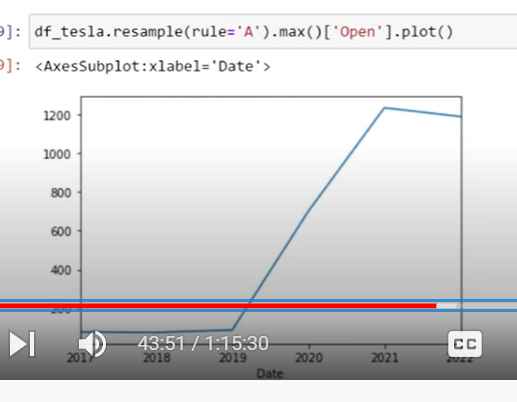 9]: df_tesla.resample(rule='A').max()['Open'].plot()
9]: <AxesSubplot:xlabel='Date'>
1200
1000
800
600
400
200
43:51 / 1:15:30
CC
2017 2018 2019 2020 2021 2022
Date